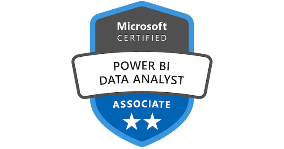 Microsoft
CERTIFIED
POWER BI
DATA ANALYST
ASSOCIATE